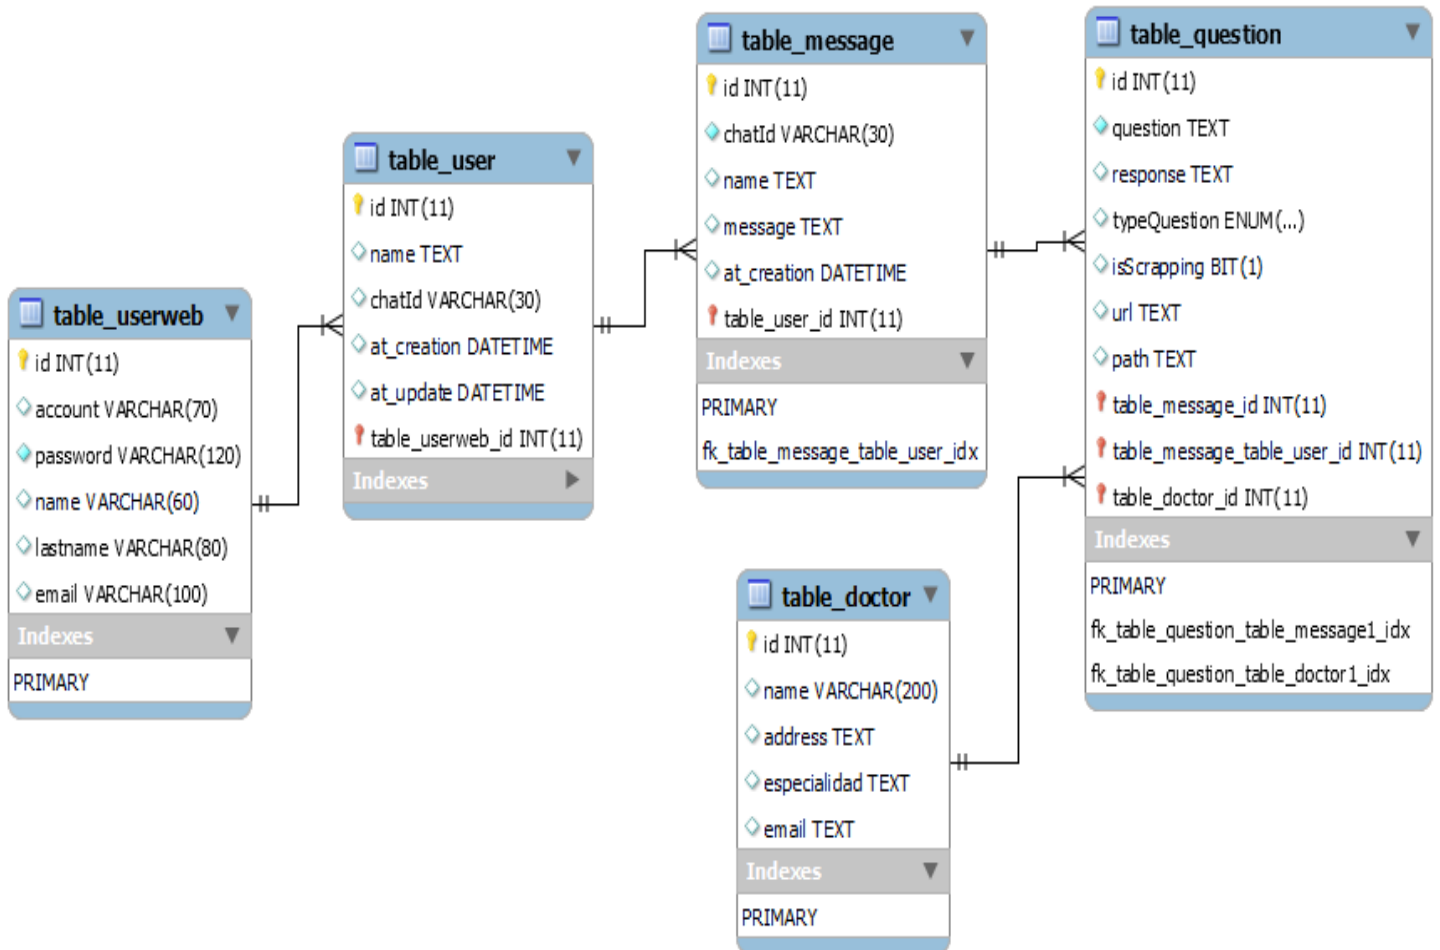 table_userweb
id INT(11)
account VARCHAR(70)
password VARCHAR(120)
name VARCHAR(60)
lastname VARCHAR(80)
email VARCHAR(100)
Indexes
PRIMARY
table_user
id INT(11)
name TEXT
chatId VARCHAR(30)
at_creation DATETIME
at_update DATETIME
table_userweb_id INT(11)
Indexes
table_message
id INT(11)
chatId VARCHAR(30)
name TEXT
message TEXT
at_creation DATETIME
table_user_id INT(11)
Indexes
PRIMARY
fk_table_message_table_user_idx
table_doctor
id INT(11)
name VARCHAR(200)
address TEXT
especialidad TEXT
email TEXT
Indexes
PRIMARY
table_question
id INT(11)
question TEXT
response TEXT
typeQuestion ENUM(...)
isScrapping BIT(1)
url TEXT
path TEXT
table_message_id INT(11)
table_message_table_user_id INT(11)
table_doctor_id INT(11)
Indexes
PRIMARY
fk_table_question_table_message1_idx
fk_table_question_table_doctor1_idx